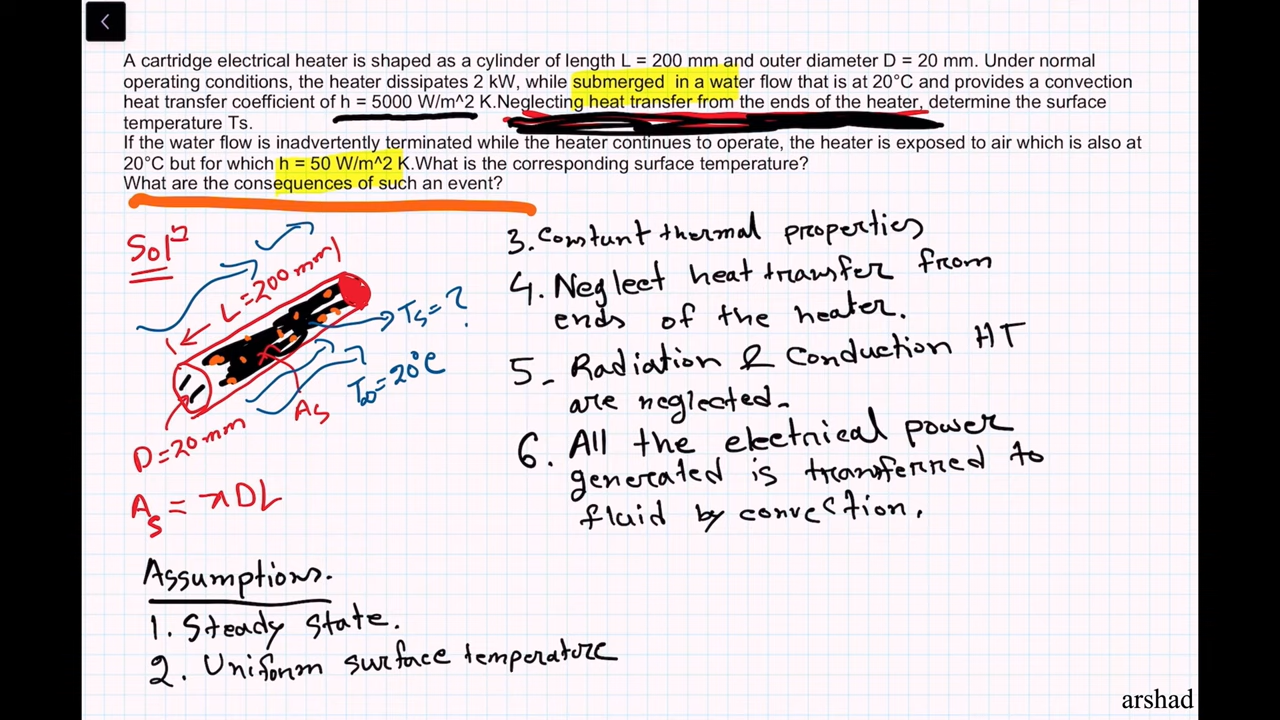 A cartridge electrical heater is shaped as a cylinder of length L = 200 mm and outer diameter D = 20 mm. Under normal
operating conditions, the heater dissipates 2 kW, while submerged in a water flow that is at 20°C and provides a convection
heat transfer coefficient of h = 5000 W/m^2 K.Neglecting heat transfer from the ends of the heater, determine the surface
temperature Ts.
If the water flow is inadvertently terminated while the heater continues to operate, the heater is exposed to air which is also at
20°C but for which h = 50 W/m^2 K.What is the corresponding surface temperature?
What are the consequences of such an event?
Solⁿ
L=200mm
Ts=?
T∞=20°C
As
D=20mm
As=πDL
Assumptions.
1. Steady state.
2. Uniform surface temperature
3. Constant thermal properties
4. Neglect heat transfer from
ends of the heater.
5- Radiation & Conduction HT
are neglected-
6. All the electrical power
generated is transferred to
fluid by convection.
arshad